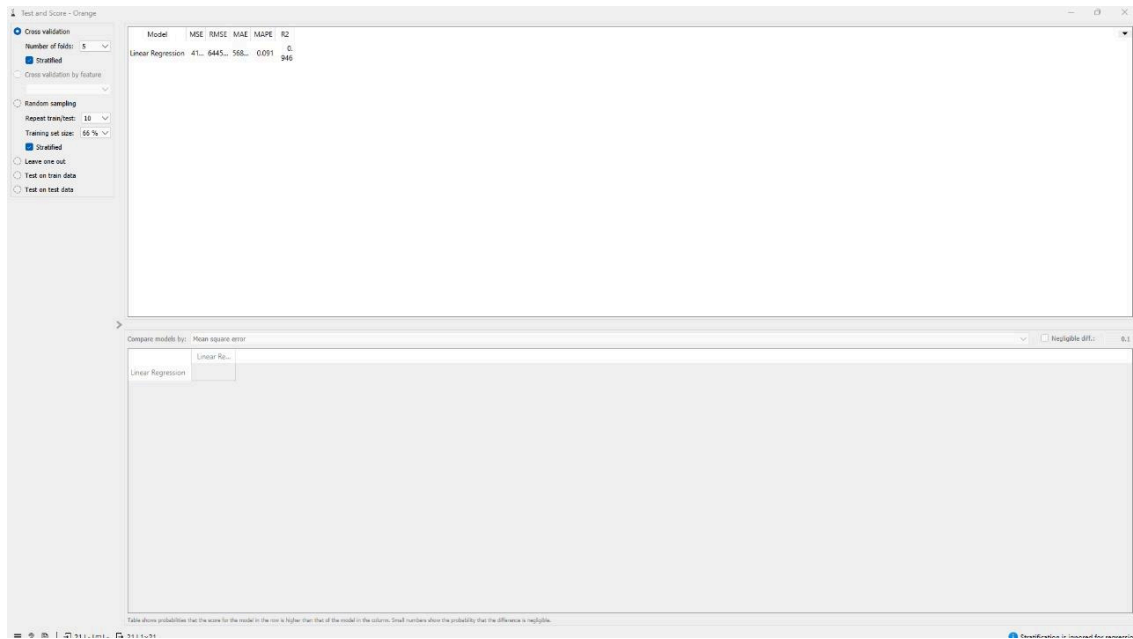 Test and Score - Orange
Cross validation
Number of folds: 5
Stratified
Cross validation by feature
Random sampling
Repeat train/test: 10
Training set size: 66 %
Stratified
Leave one out
Test on train data
Test on test data
Model MSE RMSE MAE MAPE R2
Linear Regression 41... 6445... 568... 0.091 0.
946
Compare models by: Mean square error
Negligible diff.: 0.1
Linear Re...
Linear Regression
Table shows probabilities that the score for the model in the row is higher than that of the model in the column. Small numbers show the probability that the difference is negligible.
Stratification is ignored for regressio